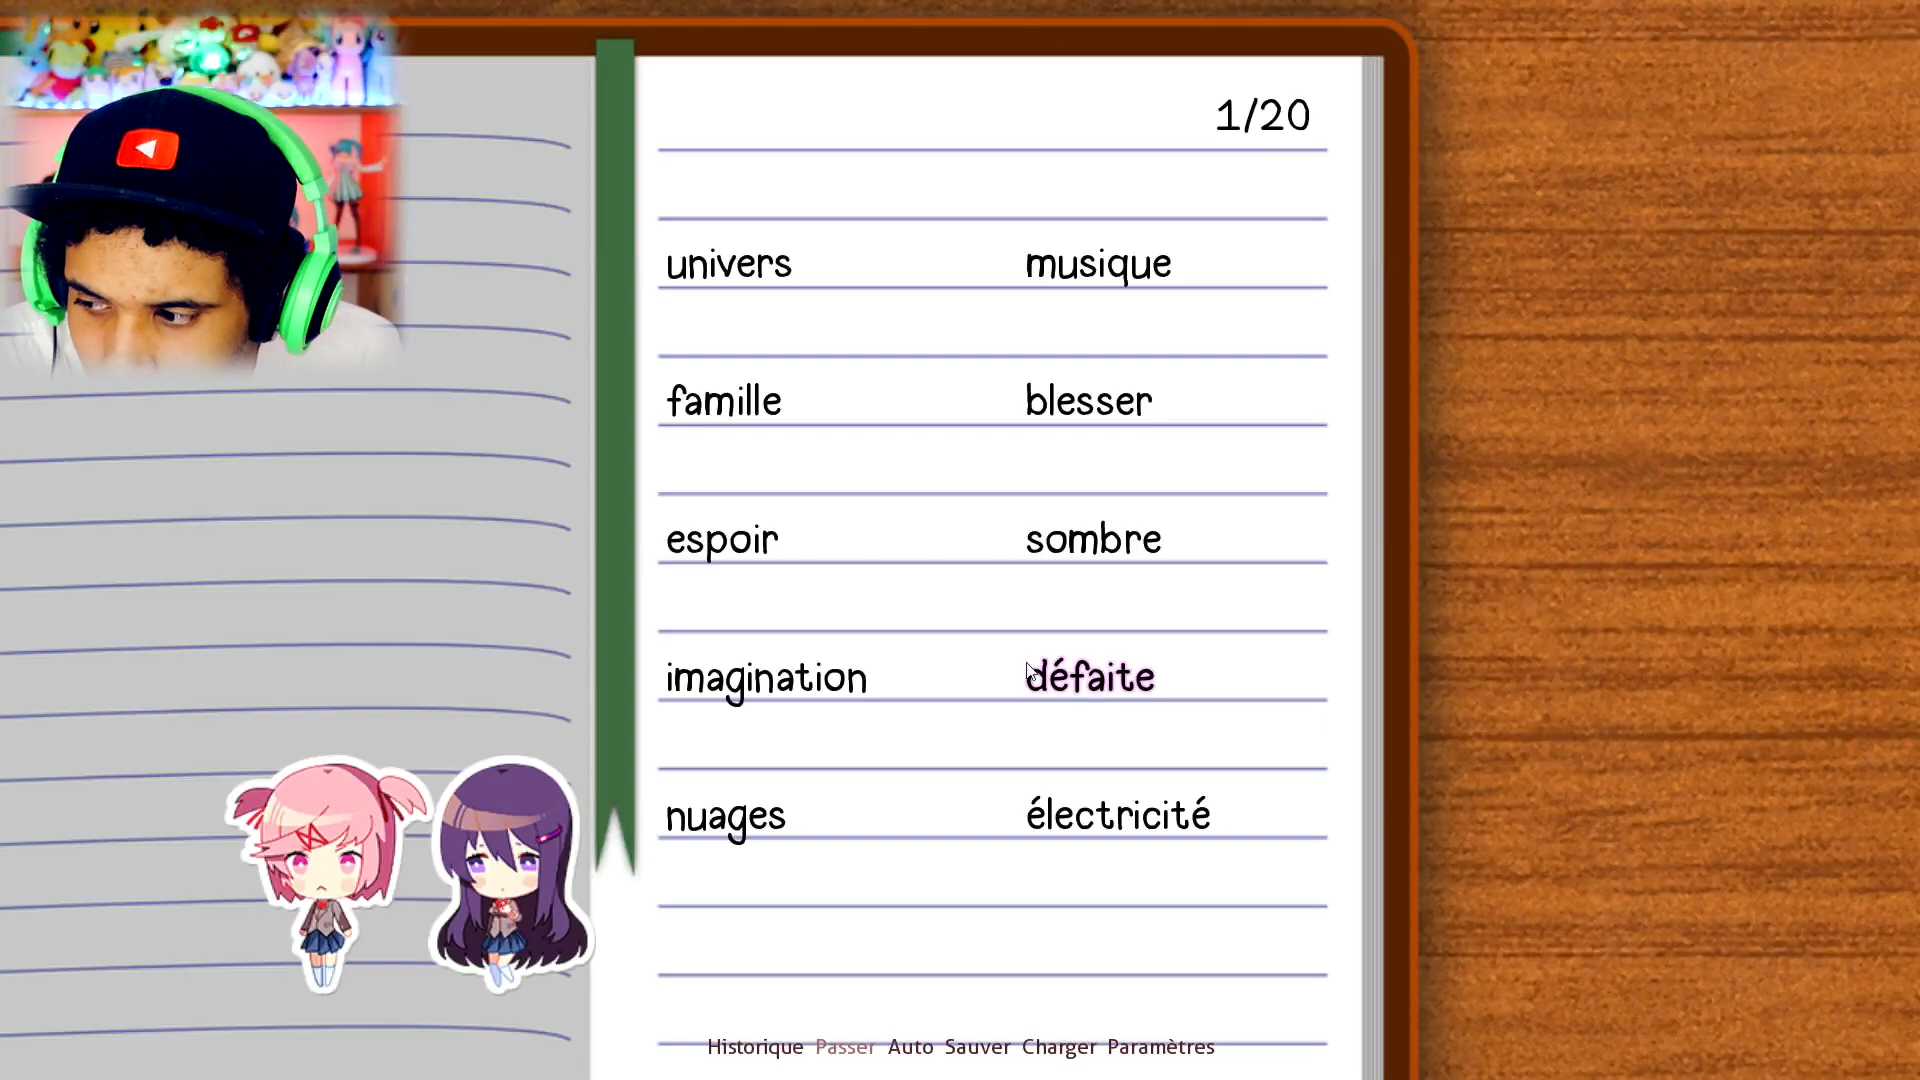 1/20
univers musique
famille blesser
espoir sombre
imagination défaite
nuages électricité
Historique Passer Auto Sauver Charger Paramètres